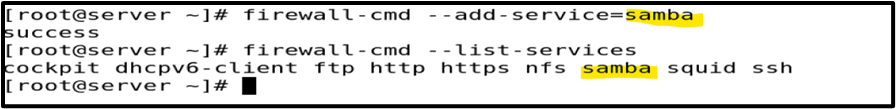 [root@server ~]# firewall-cmd --add-service=samba
success
[root@server ~]# firewall-cmd --list-services
cockpit dhcpv6-client ftp http https nfs samba squid ssh
[root@server ~]#